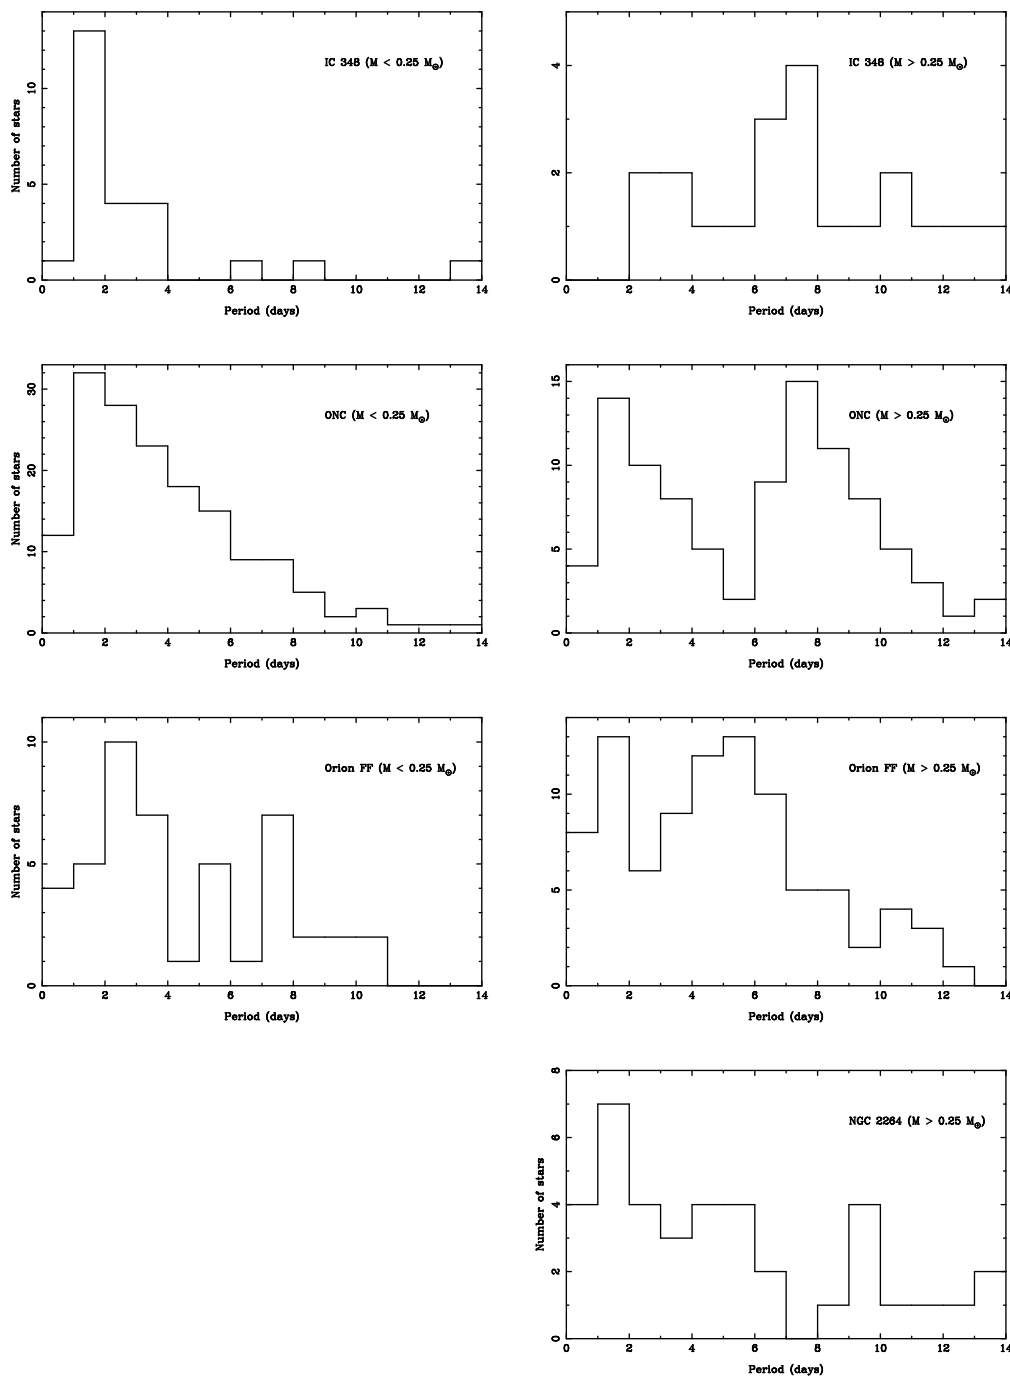 IC 348 (M < 0.25 M⊙)
Number of stars
0 5 10
0 2 4 6 8 10 12 14
Period (days)
IC 348 (M > 0.25 M⊙)
0 2 4
0 2 4 6 8 10 12 14
Period (days)
ONC (M < 0.25 M⊙)
Number of stars
0 10 20 30
0 2 4 6 8 10 12 14
Period (days)
ONC (M > 0.25 M⊙)
0 5 10 15
0 2 4 6 8 10 12 14
Period (days)
Orion FF (M < 0.25 M⊙)
Number of stars
0 5 10
0 2 4 6 8 10 12 14
Period (days)
Orion FF (M > 0.25 M⊙)
0 5 10
0 2 4 6 8 10 12 14
Period (days)
NGC 2264 (M > 0.25 M⊙)
Number of stars
0 2 4 6 8
0 2 4 6 8 10 12 14
Period (days)